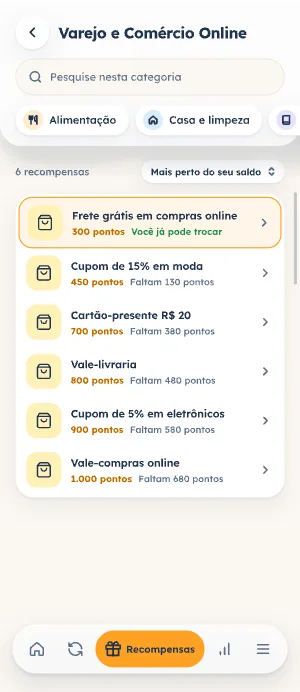 Varejo e Comércio Online
Pesquise nesta categoria
Alimentação
Casa e limpeza
6 recompensas
Mais perto do seu saldo
Frete grátis em compras online
300 pontos Você já pode trocar
Cupom de 15% em moda
450 pontos Faltam 130 pontos
Cartão-presente R$ 20
700 pontos Faltam 380 pontos
Vale-livraria
800 pontos Faltam 480 pontos
Cupom de 5% em eletrônicos
900 pontos Faltam 580 pontos
Vale-compras online
1.000 pontos Faltam 680 pontos
Recompensas